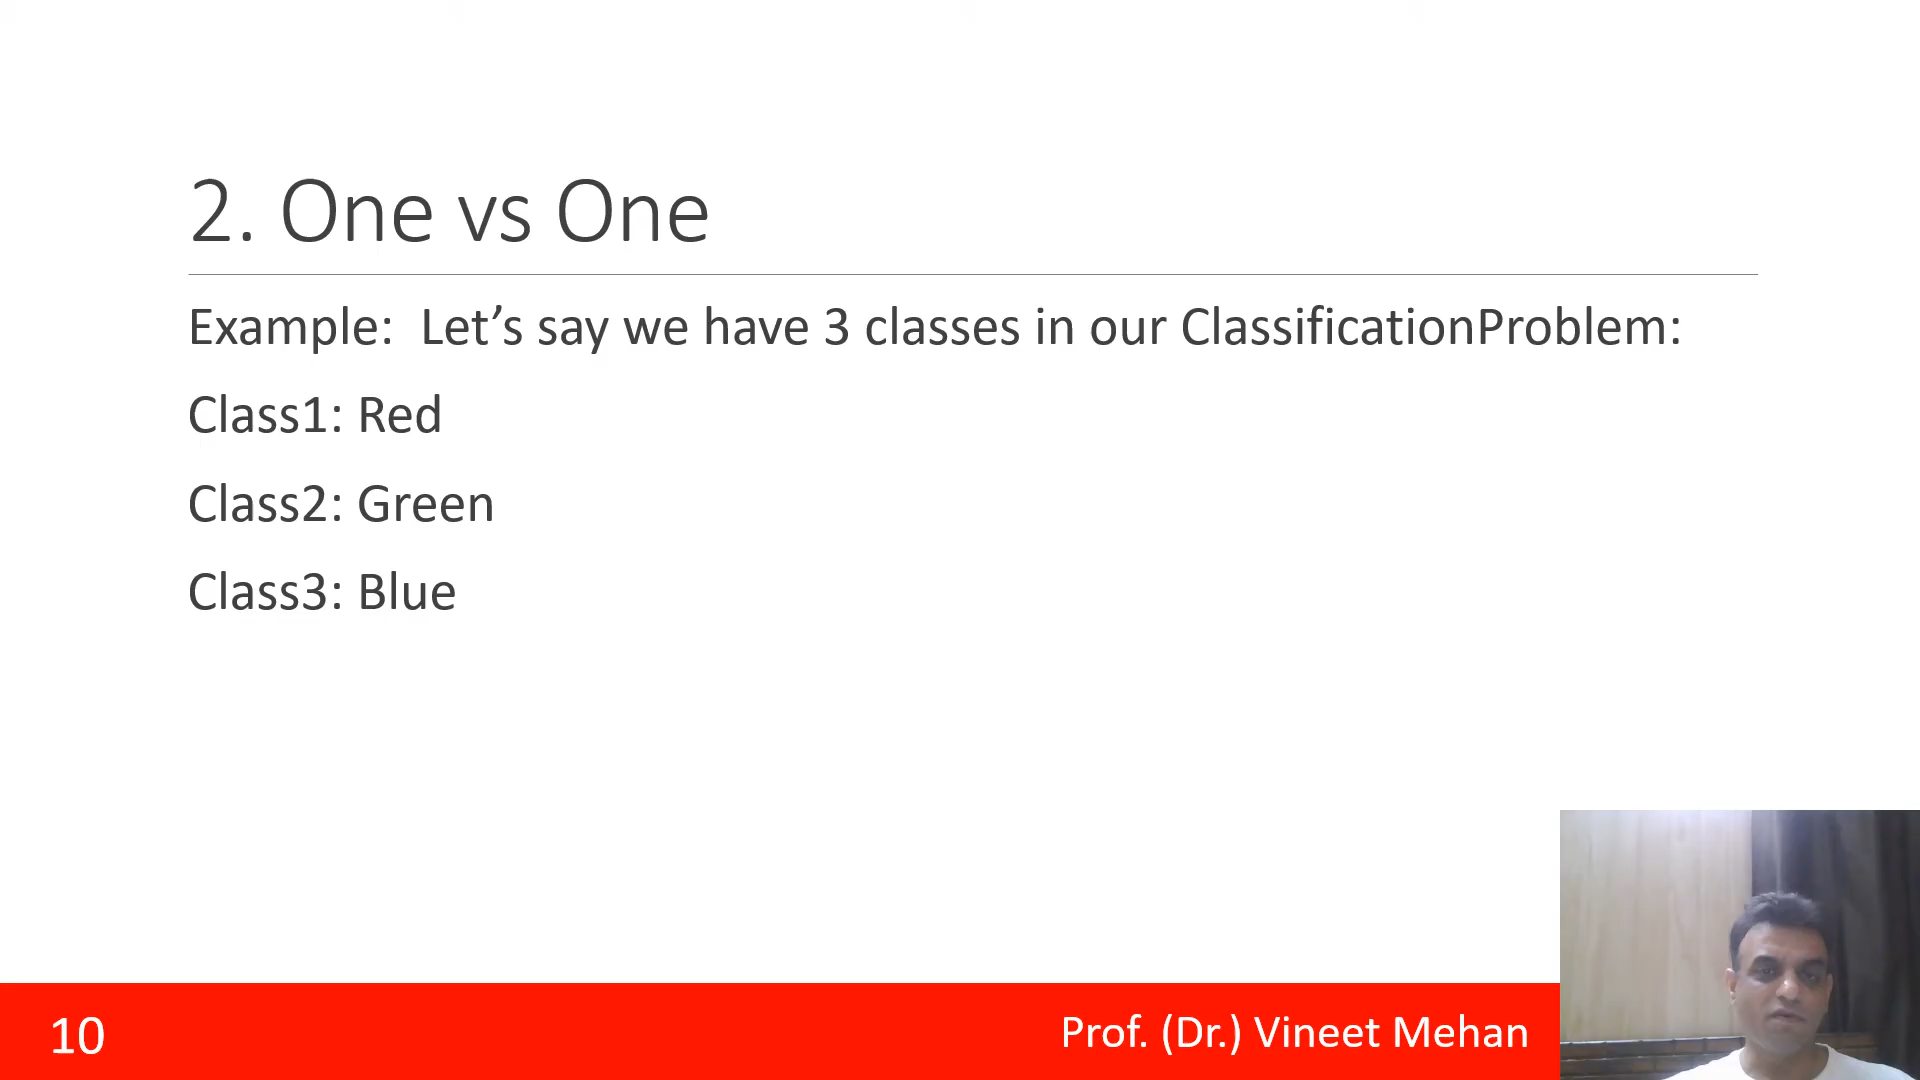 2. One vs One
Example:  Let’s say we have 3 classes in our ClassificationProblem:
Class1: Red
Class2: Green
Class3: Blue
10
Prof. (Dr.) Vineet Mehan